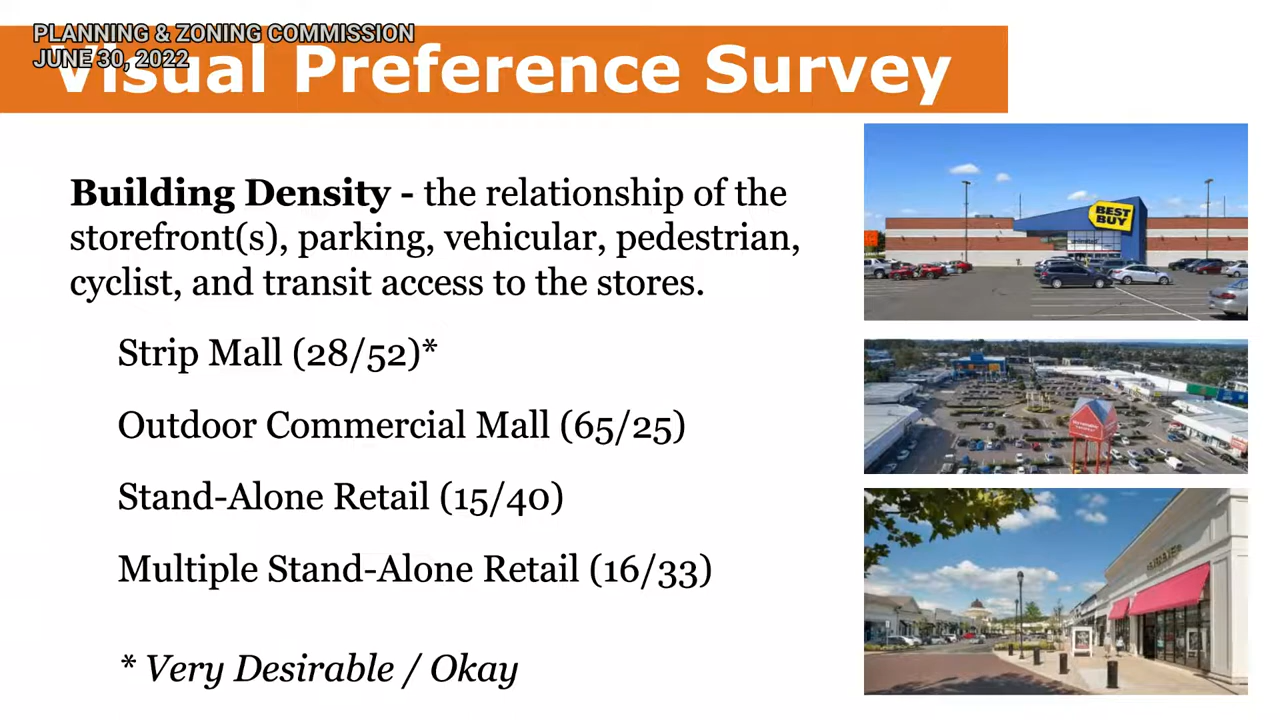 PLANNING & ZONING COMMISSION
JUNE 30, 2022
Visual Preference Survey
Building Density - the relationship of the
storefront(s), parking, vehicular, pedestrian,
cyclist, and transit access to the stores.
Strip Mall (28/52)*
Outdoor Commercial Mall (65/25)
Stand-Alone Retail (15/40)
Multiple Stand-Alone Retail (16/33)
* Very Desirable / Okay
BEST
BUY